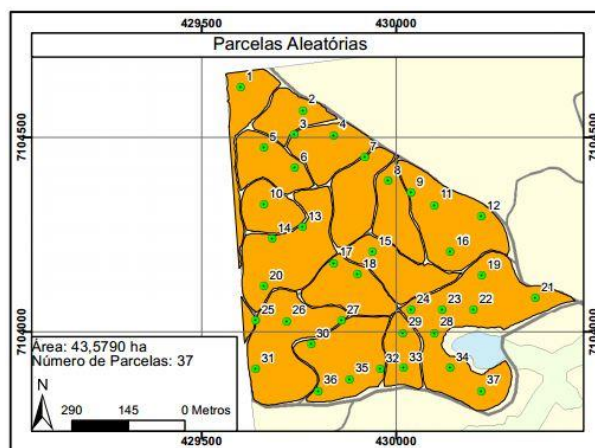 429500 430000
Parcelas Aleatórias
1
2
3 4
7104500 7104500
5 7
6 8
9
10 11
12
13
14
15 16
17
18 19
20 21
24 23 22
25 26 27
7104000 7104000
29 28
30
Área: 43,5790 ha
Número de Parcelas: 37
31 35 32 33 34
36 37
N
290 145 0 Metros
429500 430000